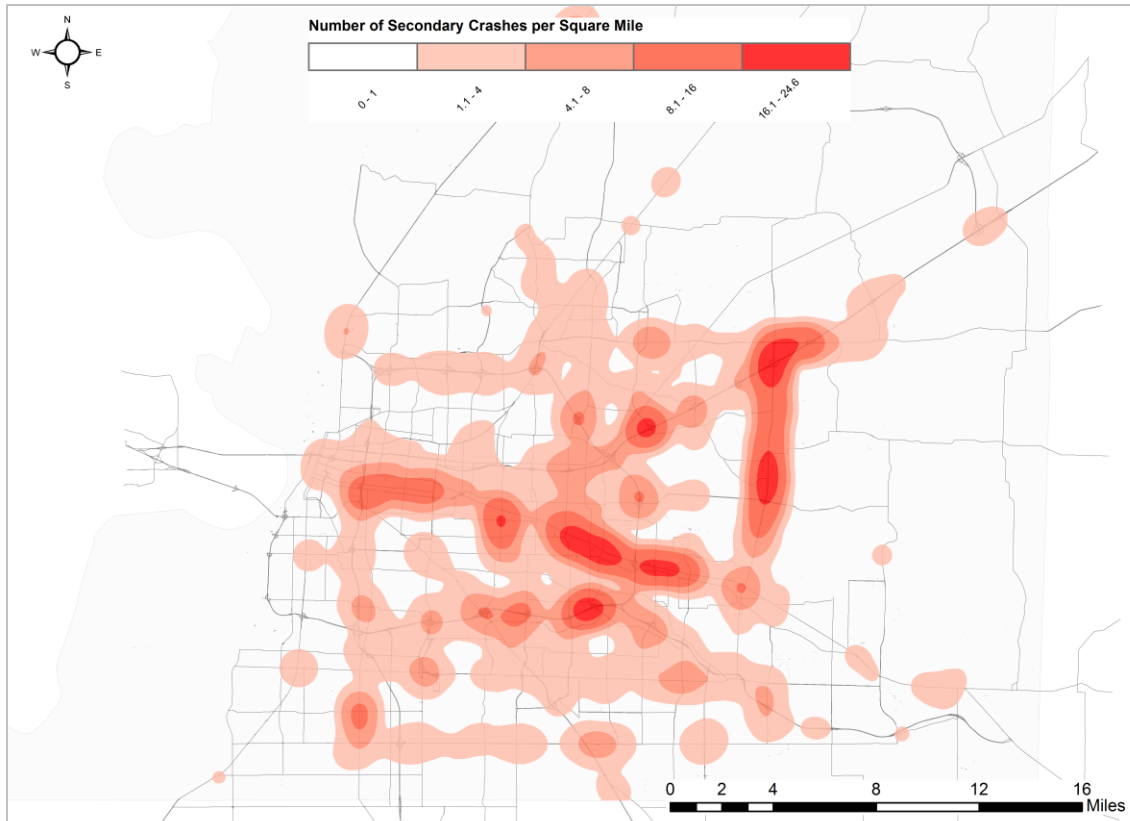 N
W E
S
Number of Secondary Crashes per Square Mile
0 - 1
1.1 - 4
4.1 - 8
8.1 - 16
16.1 - 24.6
0 2 4 8 12 16
Miles